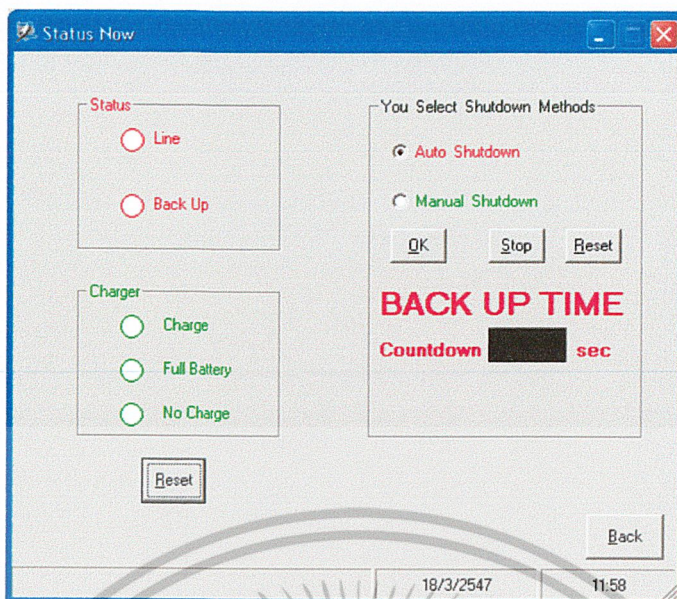 Status Now
Status
Line
Back Up
Charger
Charge
Full Battery
No Charge
Reset
You Select Shutdown Methods
Auto Shutdown
Manual Shutdown
OK Stop Reset
BACK UP TIME
Countdown sec
Back
18/3/2547 11:58